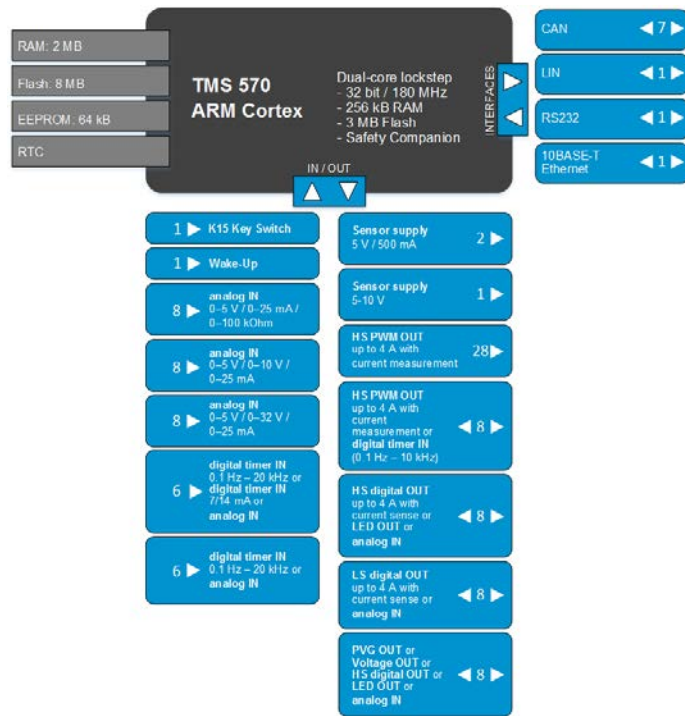 RAM: 2 MB
Flash: 8 MB
EEPROM: 64 kB
RTC
TMS 570
ARM Cortex
Dual-core lockstep
- 32 bit / 180 MHz
- 256 kB RAM
- 3 MB Flash
- Safety Companion
INTERFACES
IN / OUT
CAN
7
LIN
1
RS232
1
10BASE-T
Ethernet
1
1 K15 Key Switch
1 Wake-Up
8
analog IN
0–5 V / 0–25 mA /
0–100 kOhm
8
analog IN
0–5 V / 0–10 V /
0–25 mA
8
analog IN
0–5 V / 0–32 V /
0–25 mA
6
digital timer IN
0.1 Hz – 20 kHz or
digital timer IN
7/14 mA or
analog IN
6
digital timer IN
0.1 Hz – 20 kHz or
analog IN
Sensor supply
5 V / 500 mA
2
Sensor supply
5-10 V
1
HS PWM OUT
up to 4 A with
current measurement
28
HS PWM OUT
up to 4 A with
current
measurement or
digital timer IN
(0.1 Hz – 10 kHz)
8
HS digital OUT
up to 4 A with
current sense or
LED OUT or
analog IN
8
LS digital OUT
up to 4 A with
current sense or
analog IN
8
PVG OUT or
Voltage OUT or
HS digital OUT or
LED OUT or
analog IN
8